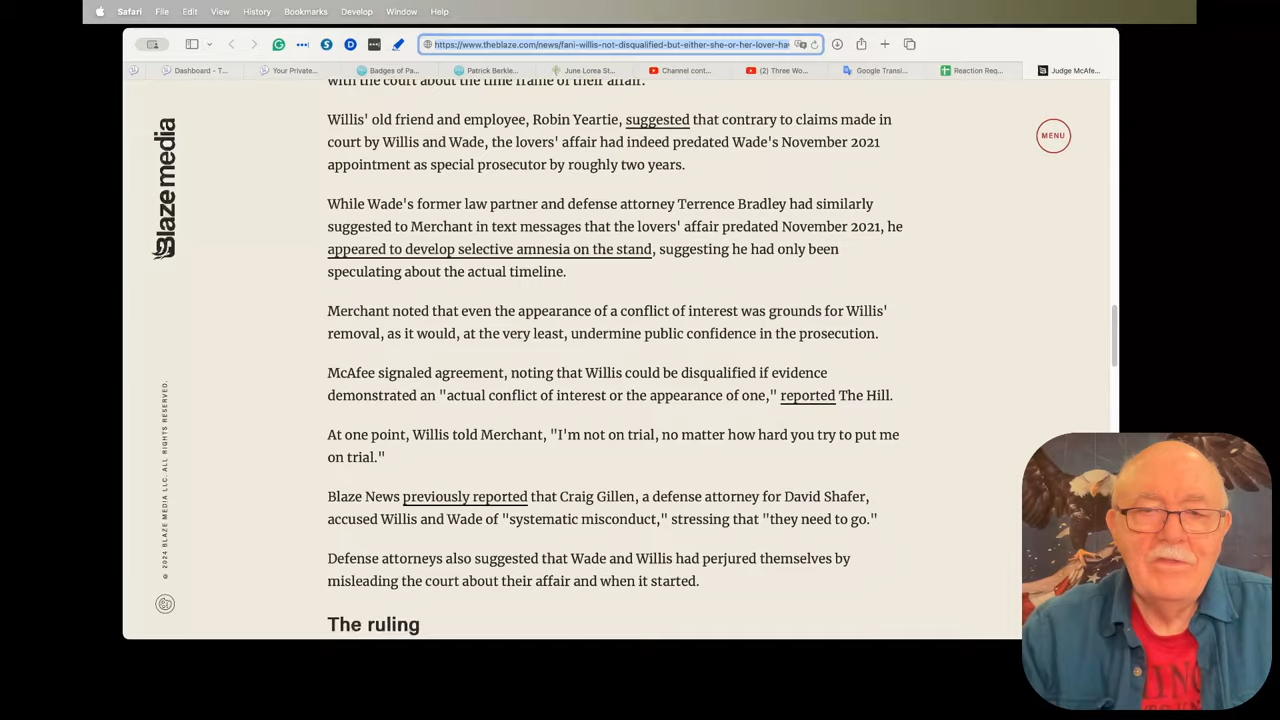 Safari File Edit View History Bookmarks Develop Window Help
https://www.theblaze.com/news/fani-willis-not-disqualified-but-either-she-or-her-lover-ha
Dashboard - T... Your Private... Badges of Pa... Patrick Berkle... June Lorea St... Channel cont... (2) Three Wo... Google Transl... Reaction Req... Judge McAfe...
with the court about the time frame of their affair.
Willis' old friend and employee, Robin Yeartie, suggested that contrary to claims made in
court by Willis and Wade, the lovers' affair had indeed predated Wade's November 2021
appointment as special prosecutor by roughly two years.
While Wade's former law partner and defense attorney Terrence Bradley had similarly
suggested to Merchant in text messages that the lovers' affair predated November 2021, he
appeared to develop selective amnesia on the stand, suggesting he had only been
speculating about the actual timeline.
Merchant noted that even the appearance of a conflict of interest was grounds for Willis'
removal, as it would, at the very least, undermine public confidence in the prosecution.
McAfee signaled agreement, noting that Willis could be disqualified if evidence
demonstrated an "actual conflict of interest or the appearance of one," reported The Hill.
At one point, Willis told Merchant, "I'm not on trial, no matter how hard you try to put me
on trial."
Blaze News previously reported that Craig Gillen, a defense attorney for David Shafer,
accused Willis and Wade of "systematic misconduct," stressing that "they need to go."
Defense attorneys also suggested that Wade and Willis had perjured themselves by
misleading the court about their affair and when it started.
The ruling
Blaze media
© 2024 BLAZE MEDIA LLC. ALL RIGHTS RESERVED.
MENU